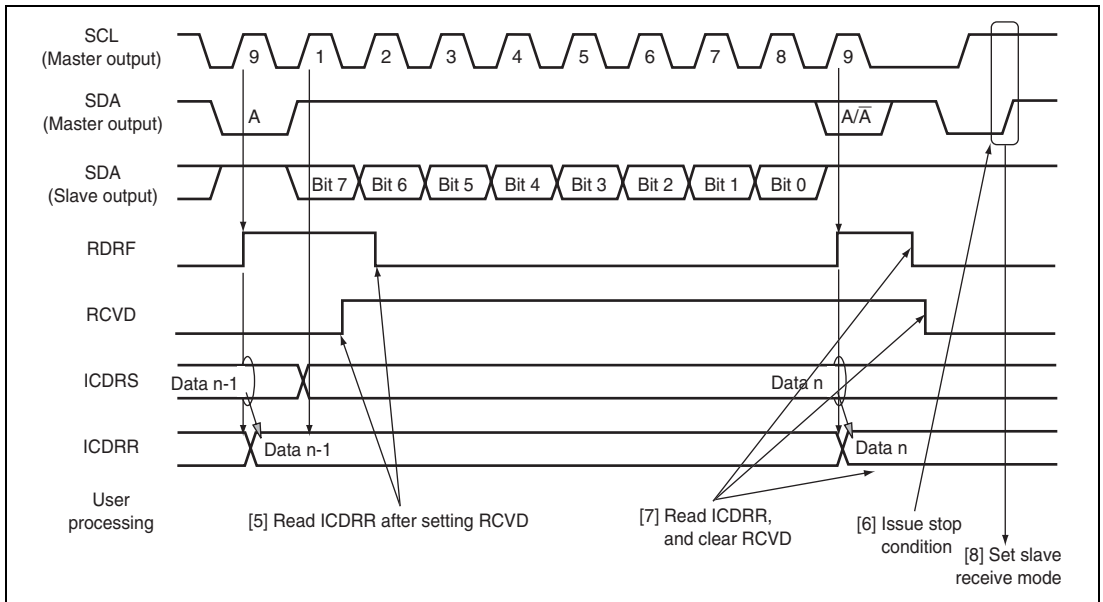 SCL
(Master output)
9 1 2 3 4 5 6 7 8 9
SDA
(Master output)
A A/A̅
SDA
(Slave output)
Bit 7 Bit 6 Bit 5 Bit 4 Bit 3 Bit 2 Bit 1 Bit 0
RDRF
RCVD
ICDRS
Data n-1 Data n
ICDRR
Data n-1 Data n
User
processing
[5] Read ICDRR after setting RCVD
[7] Read ICDRR,
and clear RCVD
[6] Issue stop
condition
[8] Set slave
receive mode